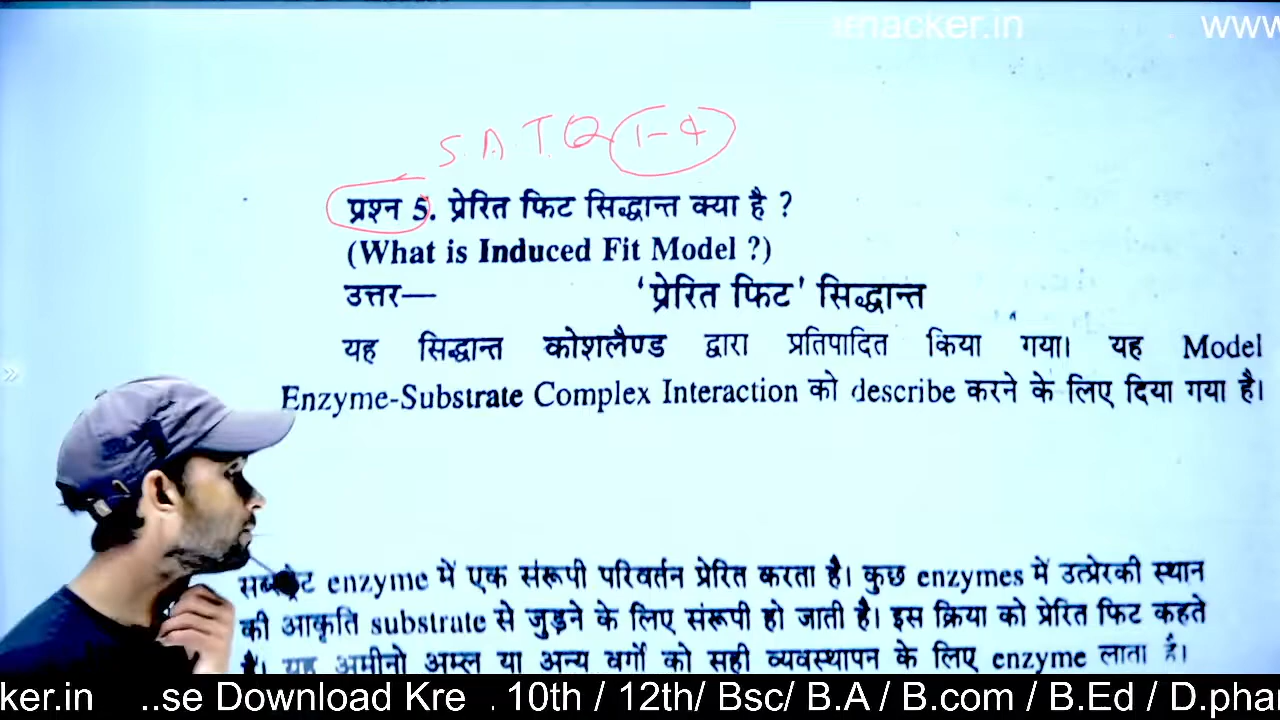 ker.in www
S.A.T.Q 1-4
प्रश्न 5. प्रेरित फिट सिद्धान्त क्या है ?
(What is Induced Fit Model ?)
उत्तर— 'प्रेरित फिट' सिद्धान्त
यह सिद्धान्त कोशलैण्ड द्वारा प्रतिपादित किया गया। यह Model
Enzyme-Substrate Complex Interaction को describe करने के लिए दिया गया है।
enzyme में एक संरूपी परिवर्तन प्रेरित करता है। कुछ enzymes में उत्प्रेरकी स्थान
की आकृति substrate से जुड़ने के लिए संरूपी हो जाती है। इस क्रिया को प्रेरित फिट कहते
है। यह अमीनो अम्ल या अन्य वर्गों को सही व्यवस्थापन के लिए enzyme लाता है।
ker.in ..se Download Kre . 10th / 12th/ Bsc/ B.A / B.com / B.Ed / D.phar